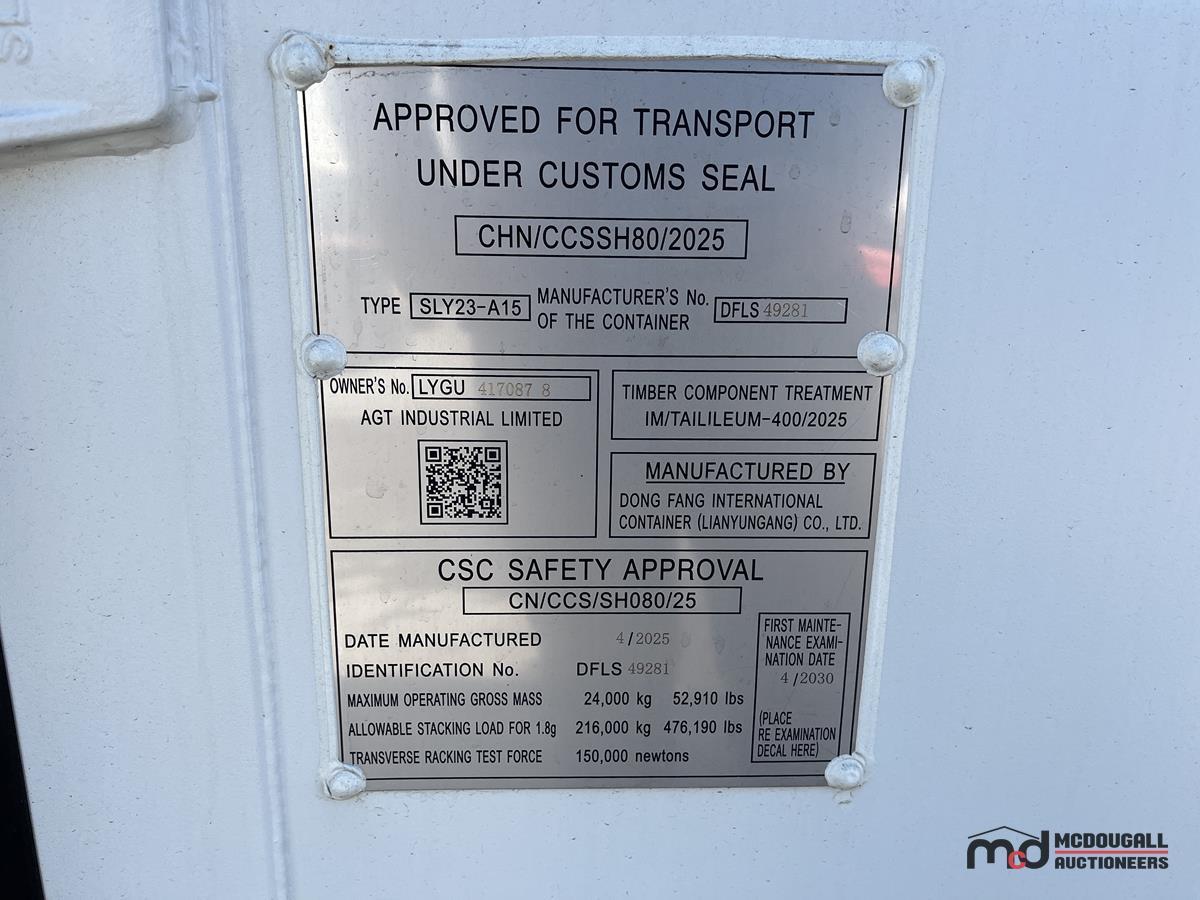 APPROVED FOR TRANSPORT
UNDER CUSTOMS SEAL
CHN/CCSSH80/2025
TYPE SLY23-A15 MANUFACTURER'S No. OF THE CONTAINER DFLS 49281
OWNER'S No. LYGU 417087 8
AGT INDUSTRIAL LIMITED
TIMBER COMPONENT TREATMENT
IM/TAILILEUM-400/2025
MANUFACTURED BY
DONG FANG INTERNATIONAL
CONTAINER (LIANYUNGANG) CO., LTD.
CSC SAFETY APPROVAL
CN/CCS/SH080/25
DATE MANUFACTURED 4/2025
IDENTIFICATION No. DFLS 49281
MAXIMUM OPERATING GROSS MASS 24,000 kg 52,910 lbs
ALLOWABLE STACKING LOAD FOR 1.8g 216,000 kg 476,190 lbs
TRANSVERSE RACKING TEST FORCE 150,000 newtons
FIRST MAINTE-
NANCE EXAMI-
NATION DATE
4/2030
(PLACE
RE EXAMINATION
DECAL HERE)
mcd MCDOUGALL
AUCTIONEERS